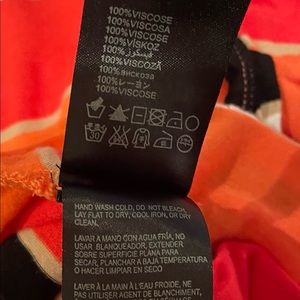 100%VISCOSE
100%VISCOSA
100%VISCOSE
100%VISKOZ
100%فيسكوز
100%VISCOZĂ
100%ВИСКОЗА
100%レーヨン
100%VISCOSE
30
HAND WASH COLD, DO NOT BLEACH,
LAY FLAT TO DRY, COOL IRON, OR DRY
CLEAN
LAVAR A MANO CON AGUA FRÍA, NO
USAR BLANQUEADOR, EXTENDER
SOBRE SUPERFICIE PLANA PARA
SECAR, PLANCHAR A BAJA TEMPERATURA
O LIMPIAR EN SECO
LAVER À MAIN À L'EAU FROIDE, NE
PAS UTILISER AGENT DE BLANCHIMENT,